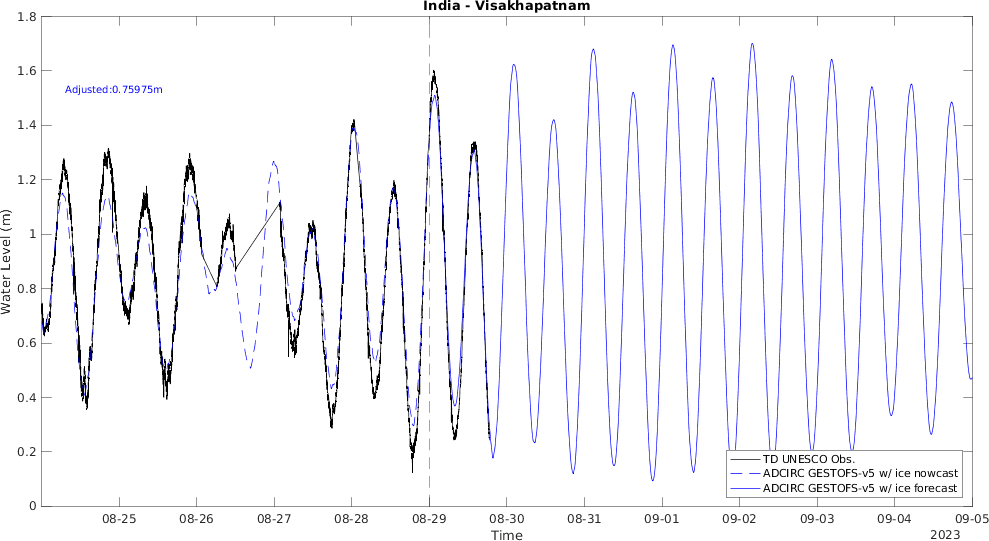 India - Visakhapatnam
1.8
1.6
1.4
1.2
1
0.8
0.6
0.4
0.2
0
Water Level (m)
Adjusted:0.75975m
TD UNESCO Obs.
ADCIRC GESTOFS-v5 w/ ice nowcast
ADCIRC GESTOFS-v5 w/ ice forecast
08-25 08-26 08-27 08-28 08-29 08-30 08-31 09-01 09-02 09-03 09-04 09-05
Time
2023